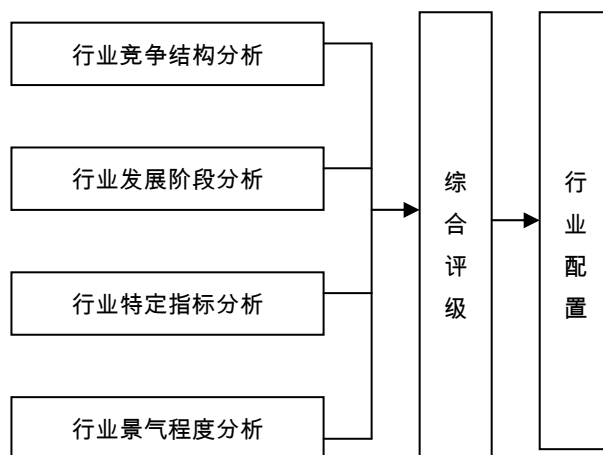 行业竞争结构分析
行业发展阶段分析
行业特定指标分析
行业景气程度分析
综合评级
行业配置